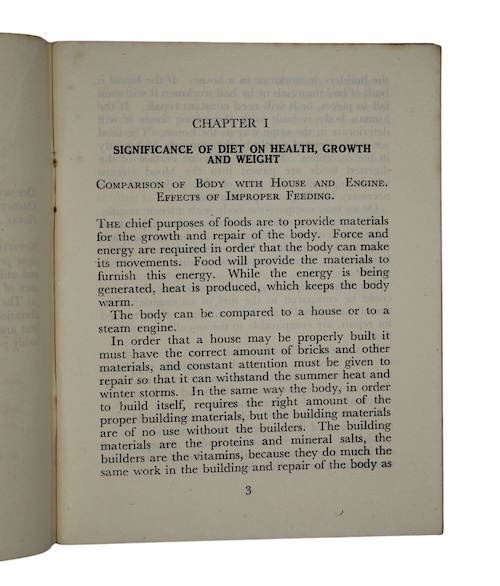 CHAPTER I
SIGNIFICANCE OF DIET ON HEALTH, GROWTH
AND WEIGHT
COMPARISON OF BODY WITH HOUSE AND ENGINE.
EFFECTS OF IMPROPER FEEDING.
THE chief purposes of foods are to provide materials
for the growth and repair of the body. Force and
energy are required in order that the body can make
its movements. Food will provide the materials to
furnish this energy. While the energy is being
generated, heat is produced, which keeps the body
warm.
The body can be compared to a house or to a
steam engine.
In order that a house may be properly built it
must have the correct amount of bricks and other
materials, and constant attention must be given to
repair so that it can withstand the summer heat and
winter storms. In the same way the body, in order
to build itself, requires the right amount of the
proper building materials, but the building materials
are of no use without the builders. The building
materials are the proteins and mineral salts, the
builders are the vitamins, because they do much the
same work in the building and repair of the body as
3